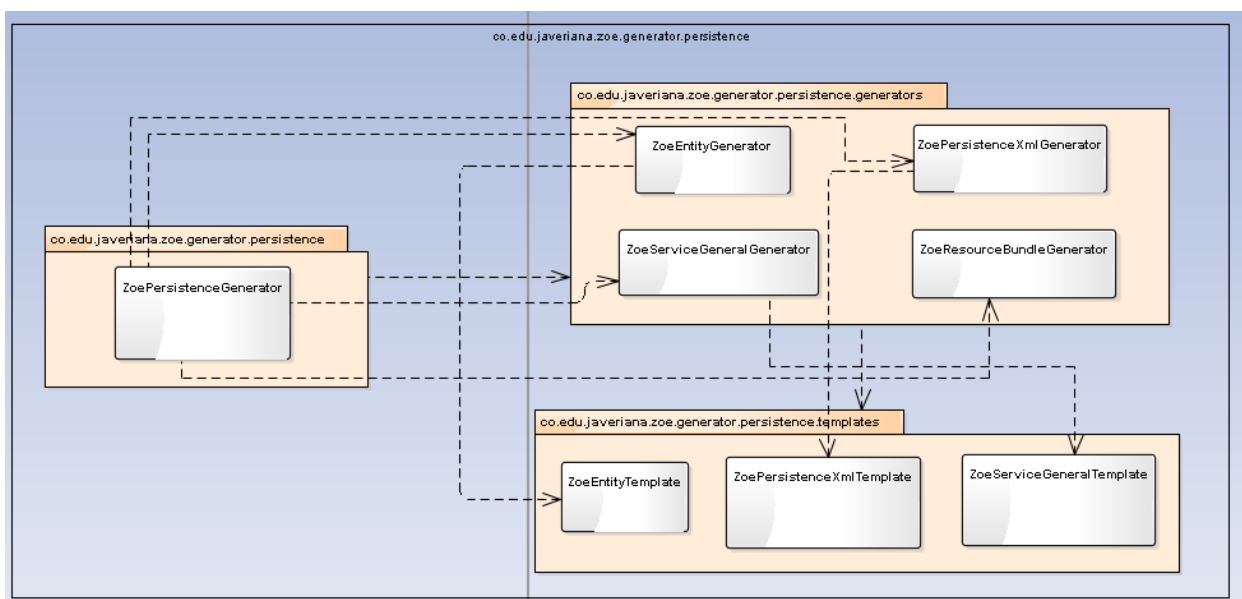 co.edu.javeriana.zoe.generator.persistence
co.edu.javeriana.zoe.generator.persistence.generators
ZoeEntityGenerator
ZoePersistenceXmlGenerator
co.edu.javeriana.zoe.generator.persistence
ZoePersistenceGenerator
ZoeServiceGeneralGenerator
ZoeResourceBundleGenerator
co.edu.javeriana.zoe.generator.persistence.templates
ZoeEntityTemplate
ZoePersistenceXmlTemplate
ZoeServiceGeneralTemplate